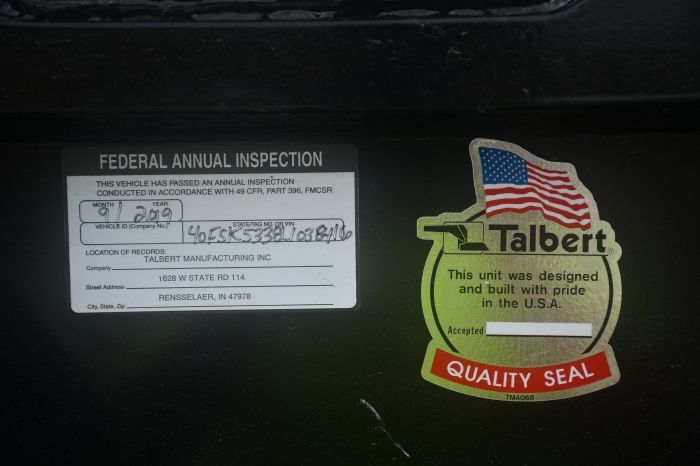 FEDERAL ANNUAL INSPECTION
THIS VEHICLE HAS PASSED AN ANNUAL INSPECTION
CONDUCTED IN ACCORDANCE WITH 49 CFR, PART 396, FMCSR
MONTH YEAR
9/ 2019
VEHICLE ID (Company No.) STATE/TAG NO. OR VIN
LOCATION OF RECORDS:
TALBERT MANUFACTURING INC
Company
1628 W STATE RD 114
Street Address
RENSSELAER, IN 47978
City, State, Zip
Talbert
This unit was designed
and built with pride
in the U.S.A.
Accepted
QUALITY SEAL
TM4068